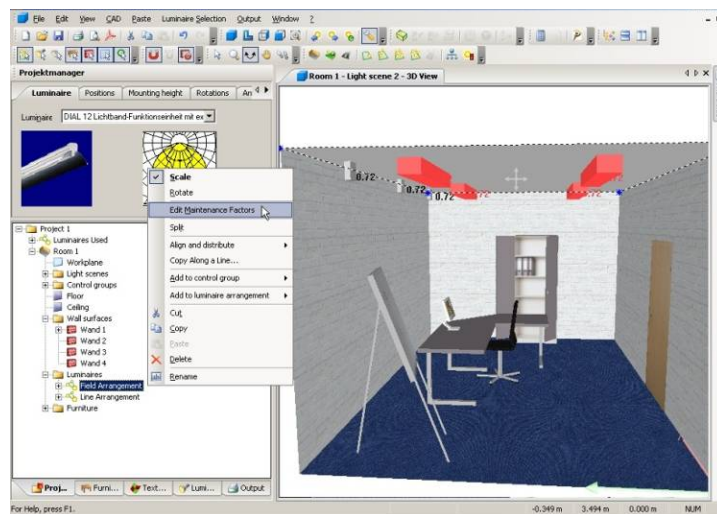 File Edit View CAD Paste Luminaire Selection Output Window ?
Projektmanager
Luminaire Positions Mounting height Rotations An
Luminaire DIAL 12 Lichtband-Funktionseinheit mit ex
Scale
Rotate
Edit Maintenance Factors
Split
Align and distribute
Copy Along a Line...
Add to control group
Add to luminaire arrangement
Cut
Copy
Paste
Delete
Rename
Project 1
Luminaires Used
Room 1
Workplane
Light scenes
Control groups
Floor
Ceiling
Wall surfaces
Wand 1
Wand 2
Wand 3
Wand 4
Luminaires
Field Arrangement
Line Arrangement
Furniture
Proj... Furni... Text... Lumi... Output
Room 1 - Light scene 2 - 3D View
0.72
0.72
0.72
For Help, press F1. -0.349 m 3.494 m 0.000 m NUM